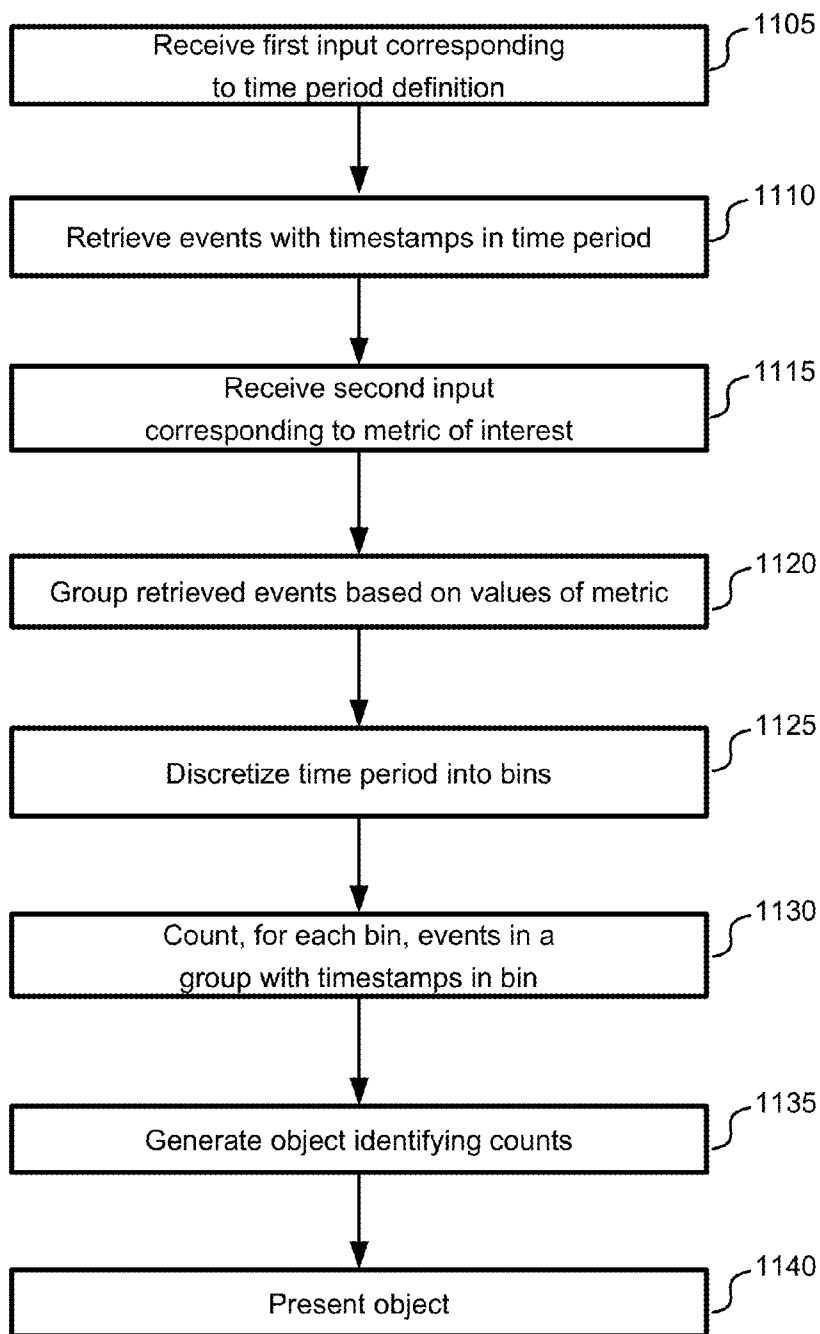 Receive first input corresponding
to time period definition
1105
Retrieve events with timestamps in time period
1110
Receive second input
corresponding to metric of interest
1115
Group retrieved events based on values of metric
1120
Discretize time period into bins
1125
Count, for each bin, events in a
group with timestamps in bin
1130
Generate object identifying counts
1135
Present object
1140